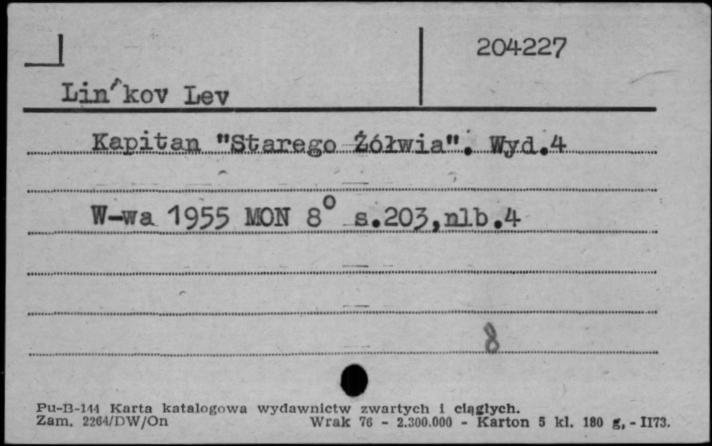 204227
Lin'kov Lev
Kapitan "Starego Żółwia". Wyd.4
W-wa 1955 MON 8° s.203,nlb.4
8
Pu-B-144 Karta katalogowa wydawnictw zwartych i ciągłych.
Zam. 2264/DW/On Wrak 76 - 2.300.000 - Karton 5 kl. 180 g, - II73.